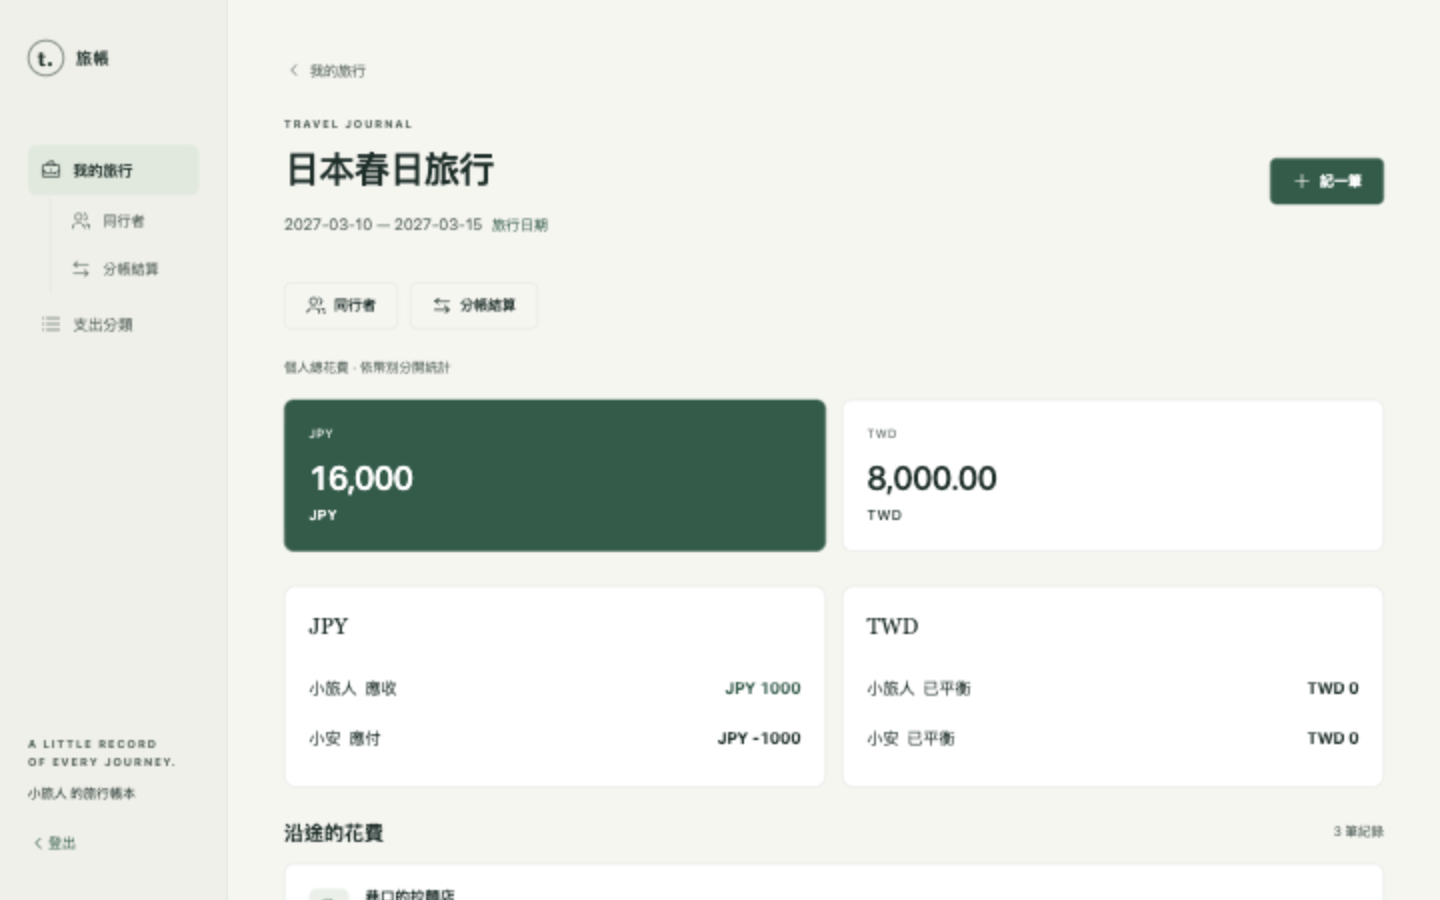 t. 旅帳
我的旅行
同行者
分帳結算
支出分類
A LITTLE RECORD
OF EVERY JOURNEY.
小旅人 的旅行帳本
登出
我的旅行
TRAVEL JOURNAL
日本春日旅行
2027-03-10 — 2027-03-15 旅行日期
記一筆
同行者
分帳結算
個人總花費 · 依幣別分開統計
JPY
16,000
JPY
TWD
8,000.00
TWD
JPY
小旅人 應收 JPY 1000
小安 應付 JPY -1000
TWD
小旅人 已平衡 TWD 0
小安 已平衡 TWD 0
沿途的花費
3 筆紀錄
巷口的拉麵店